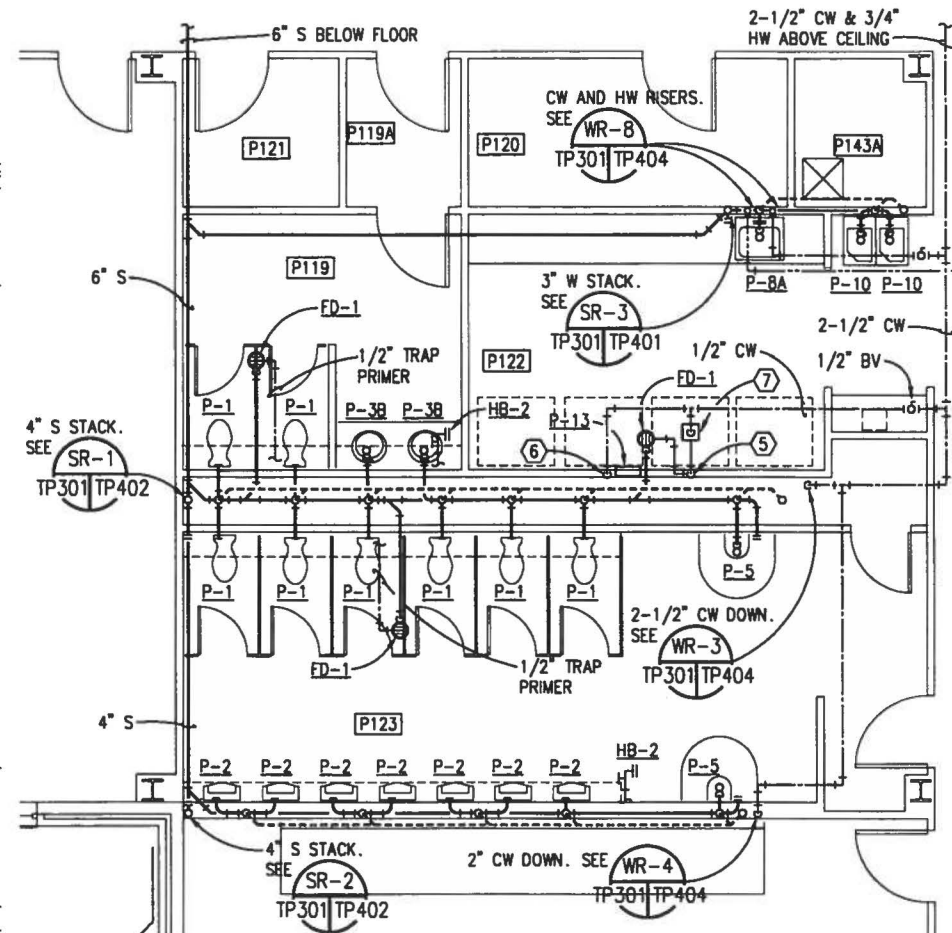 6" S BELOW FLOOR
2-1/2" CW & 3/4"
HW ABOVE CEILING
CW AND HW RISERS.
SEE
WR-8
TP301 TP404
P121
P119A
P120
P143A
P119
6" S
FD-1
1/2" TRAP
PRIMER
3" W STACK.
SEE
SR-3
TP301 TP401
P-8A
P-10 P-10
2-1/2" CW
P122
1/2" CW
1/2" BV
P-1
P-1
P-3B
P-3B
HB-2
P-13
FD-1
7
6
5
4" S STACK.
SEE
SR-1
TP301 TP402
P-1
P-1
P-1
P-1
P-1
P-1
P-5
FD-1
1/2" TRAP
PRIMER
2-1/2" CW DOWN.
SEE
WR-3
TP301 TP404
4" S
P123
P-2
P-2
P-2
P-2
P-2
P-2
P-2
HB-2
P-5
4" S STACK.
SEE
SR-2
TP301 TP402
2" CW DOWN. SEE
WR-4
TP301 TP404